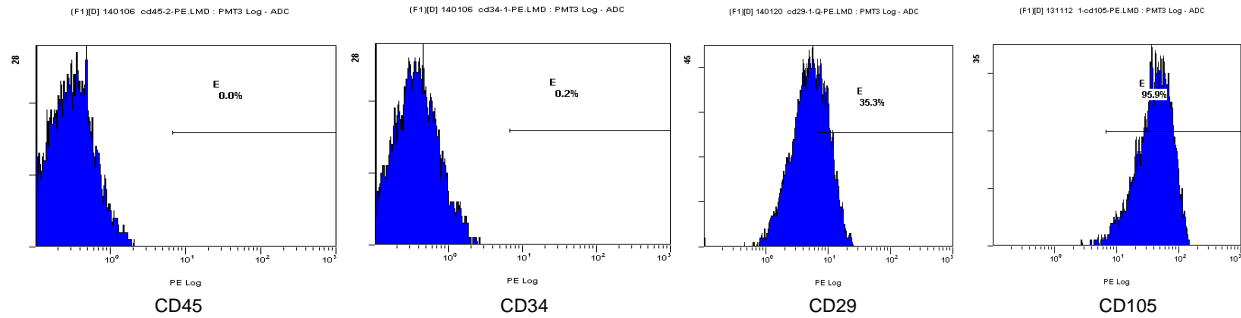 (F1)[D] 140106 cd45-2-PE.LMD : PMT3 Log - ADC
28
E
0.0%
10⁰ 10¹ 10² 10³
PE Log
CD45
(F1)[D] 140106 cd34-1-PE.LMD : PMT3 Log - ADC
28
E
0.2%
10⁰ 10¹ 10² 10³
PE Log
CD34
(F1)[D] 140120 cd29-1-Q-PE.LMD : PMT3 Log - ADC
46
E
35.3%
10⁰ 10¹ 10² 10³
PE Log
CD29
(F1)[D] 131112 1-cd105-PE.LMD : PMT3 Log - ADC
35
E
95.9%
10⁰ 10¹ 10² 10³
PE Log
CD105